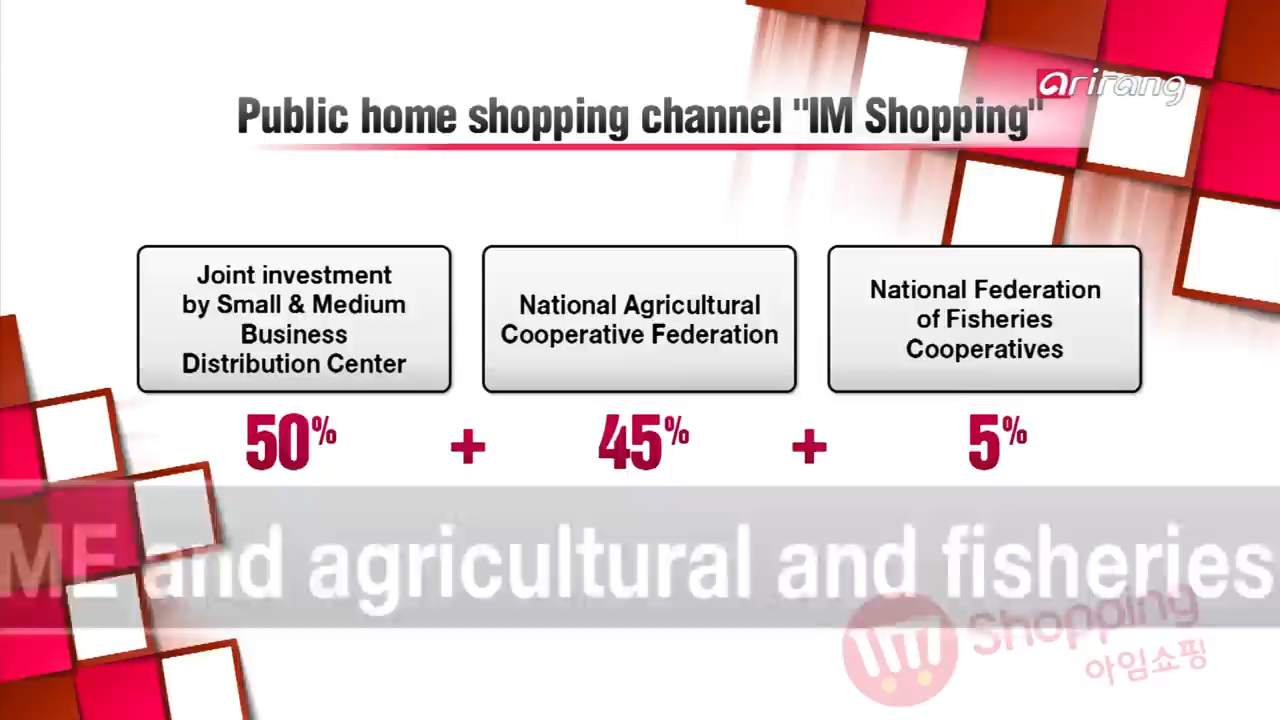 arirang
Public home shopping channel "IM Shopping"
Joint investment
by Small & Medium
Business
Distribution Center
National Agricultural
Cooperative Federation
National Federation
of Fisheries
Cooperatives
50% + 45% + 5%
ME and agricultural and fisheries
Shopping
아임쇼핑